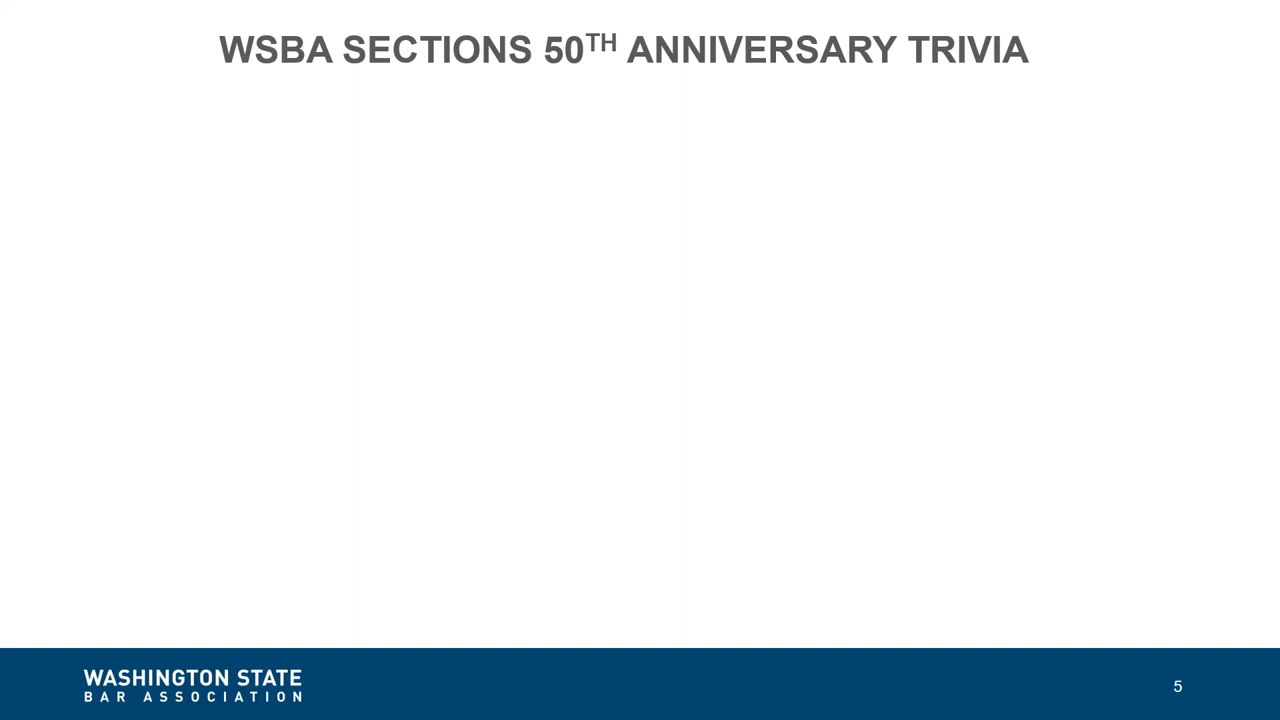 WSBA SECTIONS 50TH ANNIVERSARY TRIVIA
WASHINGTON STATE
BAR ASSOCIATION
5